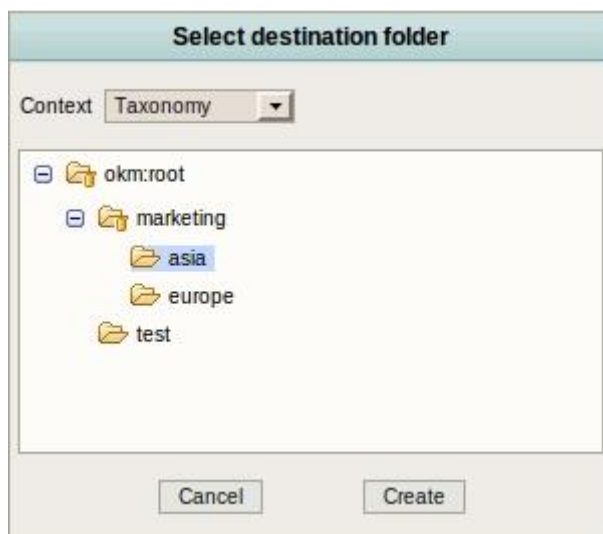 Select destination folder
Context Taxonomy
okm:root
marketing
asia
europe
test
Cancel Create